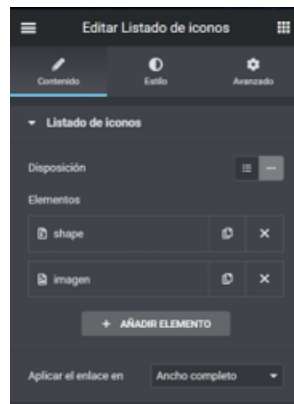 Editar Listado de iconos
Contenido Estilo Avanzado
Listado de iconos
Disposición
Elementos
shape
imagen
+ AÑADIR ELEMENTO
Aplicar el enlace en Ancho completo